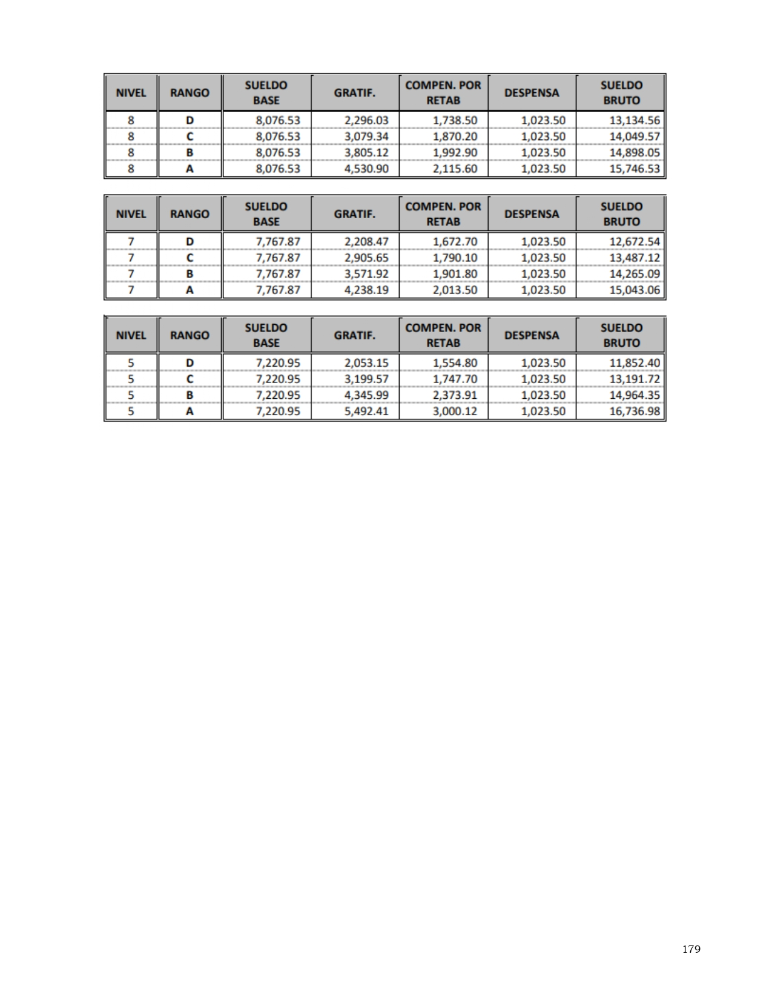 NIVEL RANGO SUELDO BASE GRATIF. COMPEN. POR RETAB DESPENSA SUELDO BRUTO
8 D 8,076.53 2,296.03 1,738.50 1,023.50 13,134.56
8 C 8,076.53 3,079.34 1,870.20 1,023.50 14,049.57
8 B 8,076.53 3,805.12 1,992.90 1,023.50 14,898.05
8 A 8,076.53 4,530.90 2,115.60 1,023.50 15,746.53
NIVEL RANGO SUELDO BASE GRATIF. COMPEN. POR RETAB DESPENSA SUELDO BRUTO
7 D 7,767.87 2,208.47 1,672.70 1,023.50 12,672.54
7 C 7,767.87 2,905.65 1,790.10 1,023.50 13,487.12
7 B 7,767.87 3,571.92 1,901.80 1,023.50 14,265.09
7 A 7,767.87 4,238.19 2,013.50 1,023.50 15,043.06
NIVEL RANGO SUELDO BASE GRATIF. COMPEN. POR RETAB DESPENSA SUELDO BRUTO
5 D 7,220.95 2,053.15 1,554.80 1,023.50 11,852.40
5 C 7,220.95 3,199.57 1,747.70 1,023.50 13,191.72
5 B 7,220.95 4,345.99 2,373.91 1,023.50 14,964.35
5 A 7,220.95 5,492.41 3,000.12 1,023.50 16,736.98
179